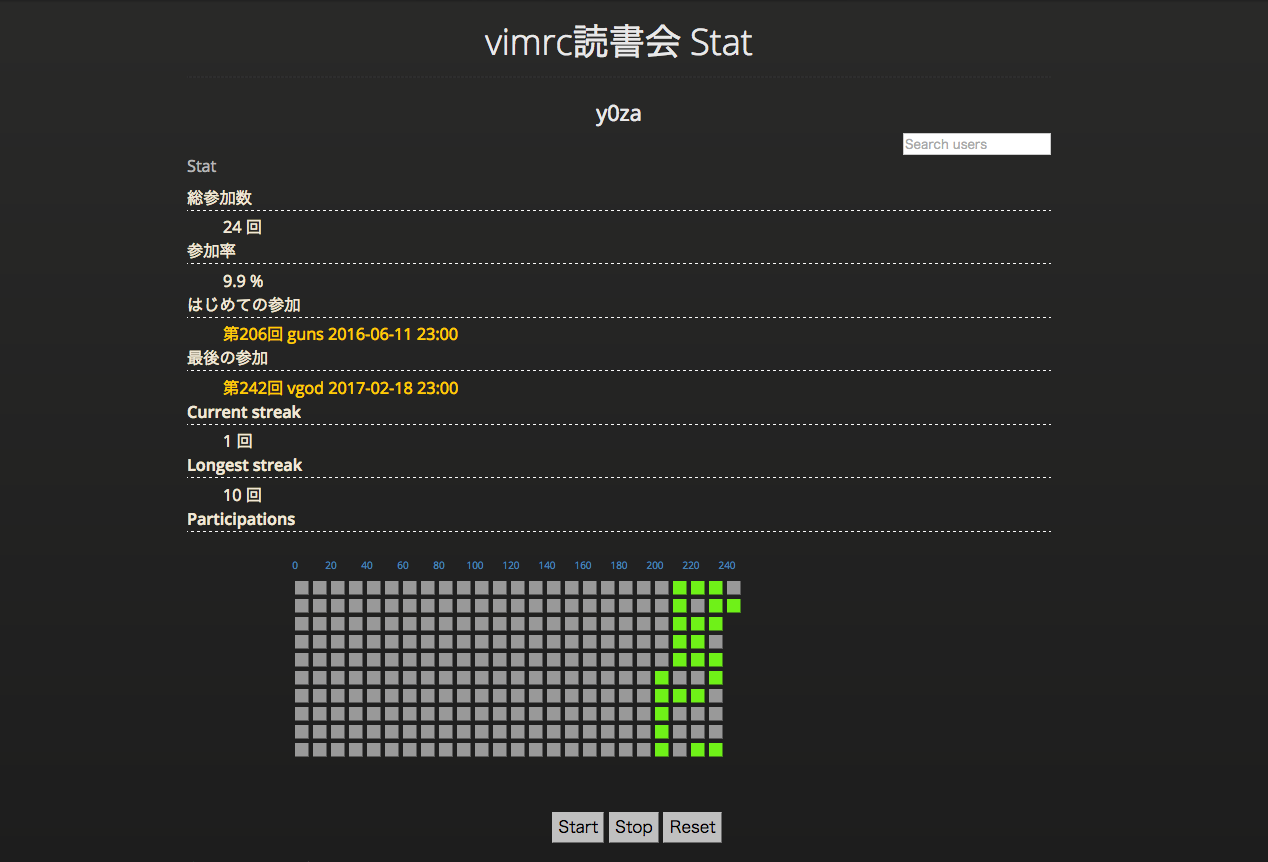 vimrc読書会 Stat
y0za
Search users
Stat
総参加数
24 回
参加率
9.9 %
はじめての参加
第206回 guns 2016-06-11 23:00
最後の参加
第242回 vgod 2017-02-18 23:00
Current streak
1 回
Longest streak
10 回
Participations
0 20 40 60 80 100 120 140 160 180 200 220 240
Start Stop Reset